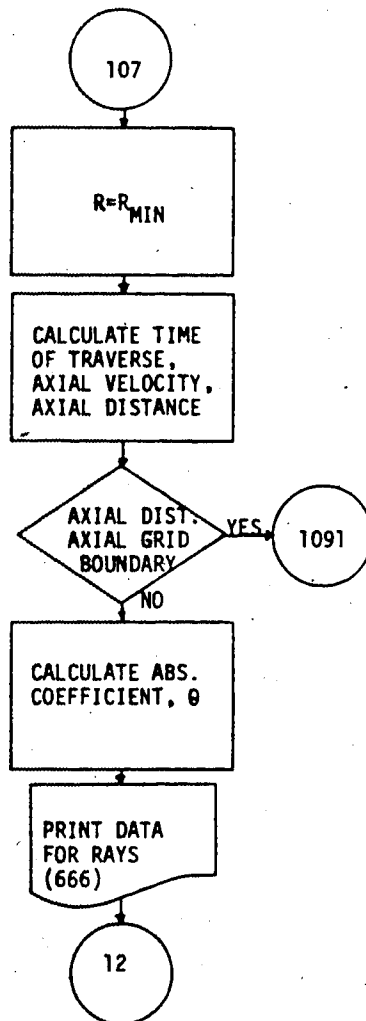 107
R=RMIN
CALCULATE TIME
OF TRAVERSE,
AXIAL VELOCITY,
AXIAL DISTANCE
AXIAL DIST.
AXIAL GRID
BOUNDARY
YES
1091
NO
CALCULATE ABS.
COEFFICIENT, θ
PRINT DATA
FOR RAYS
(666)
12